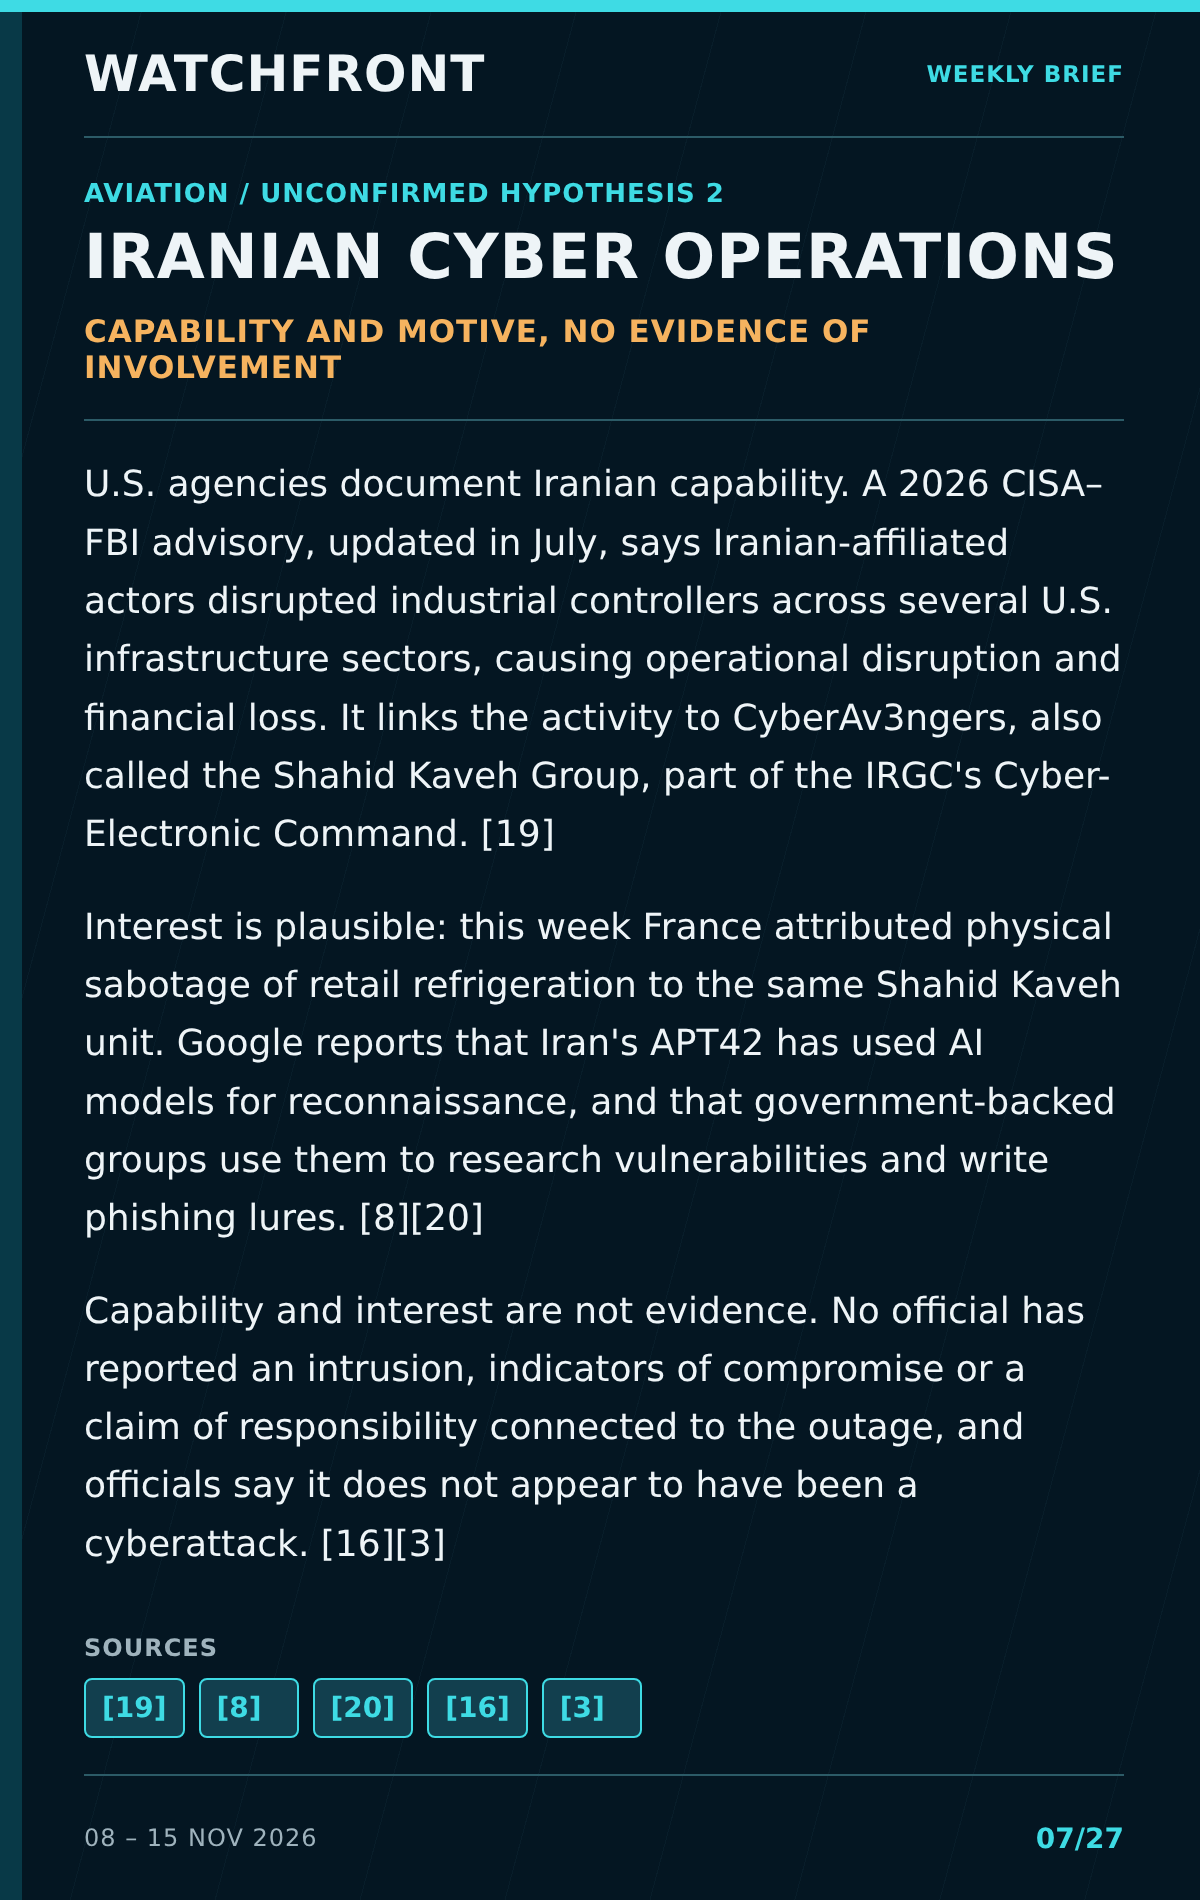 WATCHFRONT
WEEKLY BRIEF
AVIATION / UNCONFIRMED HYPOTHESIS 2
IRANIAN CYBER OPERATIONS
CAPABILITY AND MOTIVE, NO EVIDENCE OF
INVOLVEMENT
U.S. agencies document Iranian capability. A 2026 CISA–
FBI advisory, updated in July, says Iranian-affiliated
actors disrupted industrial controllers across several U.S.
infrastructure sectors, causing operational disruption and
financial loss. It links the activity to CyberAv3ngers, also
called the Shahid Kaveh Group, part of the IRGC's Cyber-
Electronic Command. [19]
Interest is plausible: this week France attributed physical
sabotage of retail refrigeration to the same Shahid Kaveh
unit. Google reports that Iran's APT42 has used AI
models for reconnaissance, and that government-backed
groups use them to research vulnerabilities and write
phishing lures. [8][20]
Capability and interest are not evidence. No official has
reported an intrusion, indicators of compromise or a
claim of responsibility connected to the outage, and
officials say it does not appear to have been a
cyberattack. [16][3]
SOURCES
[19] [8] [20] [16] [3]
08 – 15 NOV 2026
07/27